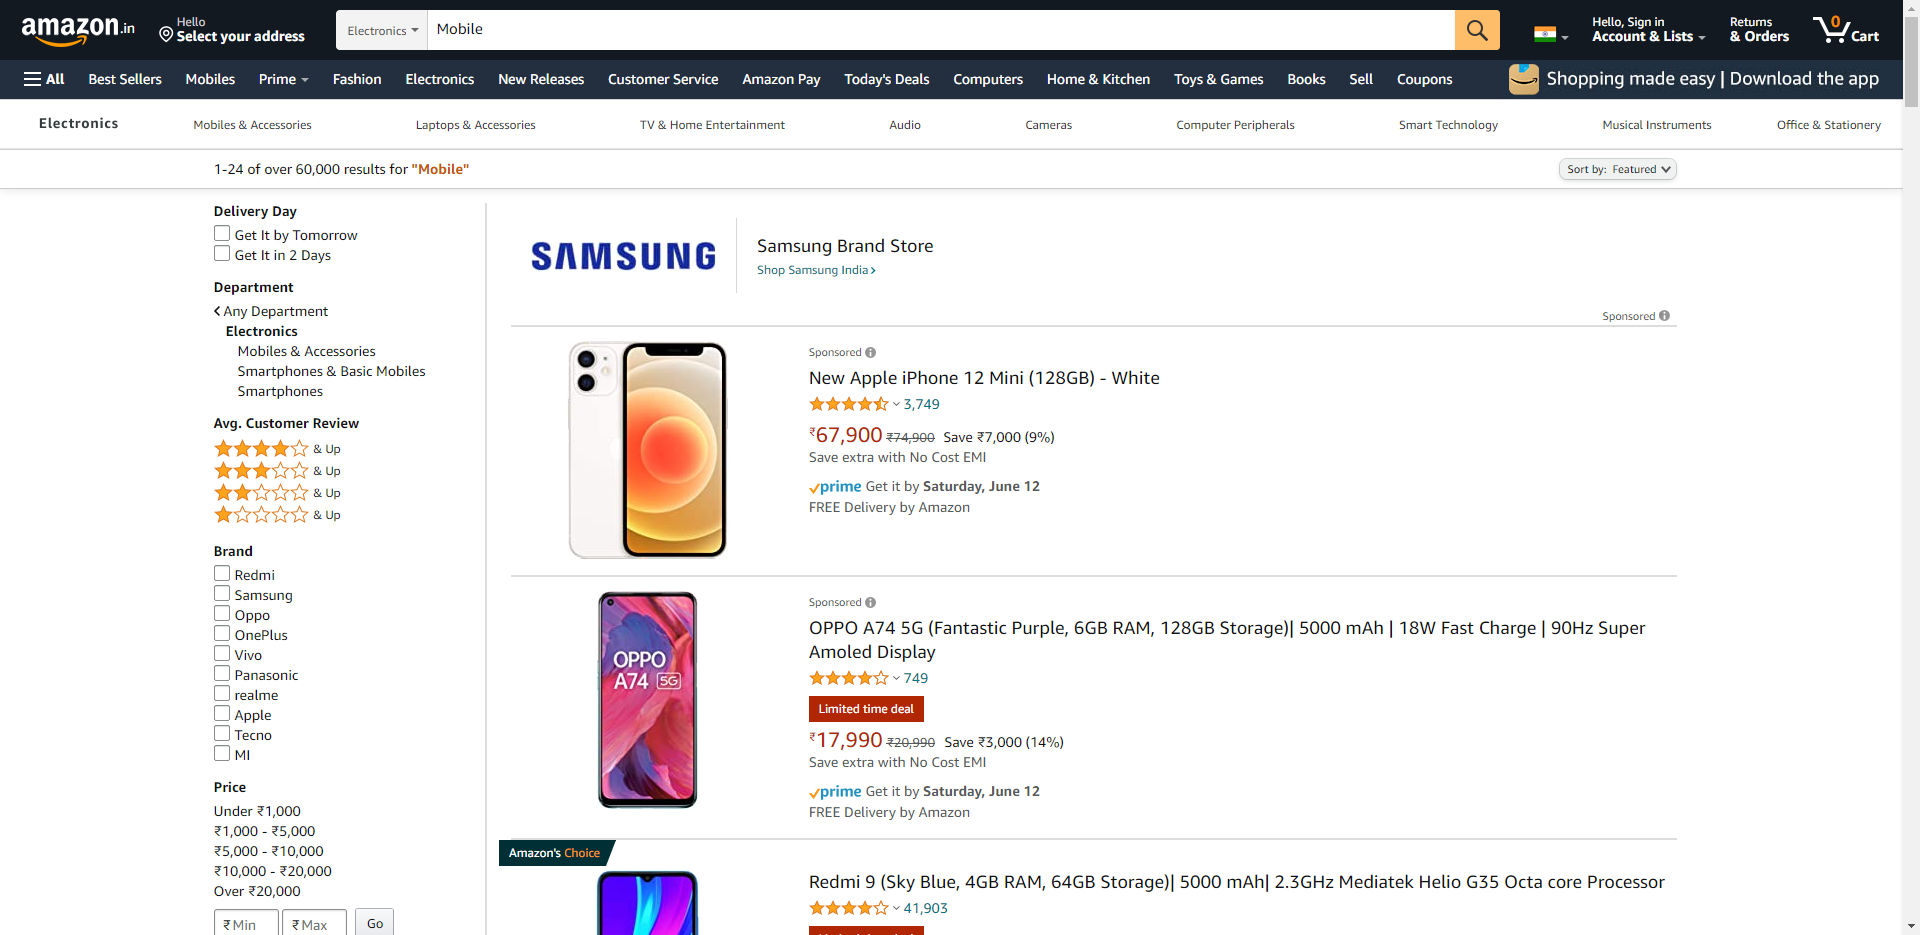 amazon.in
Hello
Select your address
Electronics
Mobile
Hello, Sign in
Account & Lists
Returns
& Orders
0
Cart
All
Best Sellers
Mobiles
Prime
Fashion
Electronics
New Releases
Customer Service
Amazon Pay
Today's Deals
Computers
Home & Kitchen
Toys & Games
Books
Sell
Coupons
Shopping made easy | Download the app
Electronics
Mobiles & Accessories
Laptops & Accessories
TV & Home Entertainment
Audio
Cameras
Computer Peripherals
Smart Technology
Musical Instruments
Office & Stationery
1-24 of over 60,000 results for "Mobile"
Sort by: Featured
Delivery Day
Get It by Tomorrow
Get It in 2 Days
Department
Any Department
Electronics
Mobiles & Accessories
Smartphones & Basic Mobiles
Smartphones
Avg. Customer Review
& Up
& Up
& Up
& Up
Brand
Redmi
Samsung
Oppo
OnePlus
Vivo
Panasonic
realme
Apple
Tecno
MI
Price
Under ₹1,000
₹1,000 - ₹5,000
₹5,000 - ₹10,000
₹10,000 - ₹20,000
Over ₹20,000
₹ Min
₹ Max
Go
SAMSUNG
Samsung Brand Store
Shop Samsung India ›
Sponsored
Sponsored
New Apple iPhone 12 Mini (128GB) - White
3,749
₹67,900 ₹74,900 Save ₹7,000 (9%)
Save extra with No Cost EMI
prime Get it by Saturday, June 12
FREE Delivery by Amazon
OPPO
A74 5G
Sponsored
OPPO A74 5G (Fantastic Purple, 6GB RAM, 128GB Storage)| 5000 mAh | 18W Fast Charge | 90Hz Super
Amoled Display
749
Limited time deal
₹17,990 ₹20,990 Save ₹3,000 (14%)
Save extra with No Cost EMI
prime Get it by Saturday, June 12
FREE Delivery by Amazon
Amazon's Choice
Redmi 9 (Sky Blue, 4GB RAM, 64GB Storage)| 5000 mAh| 2.3GHz Mediatek Helio G35 Octa core Processor
41,903